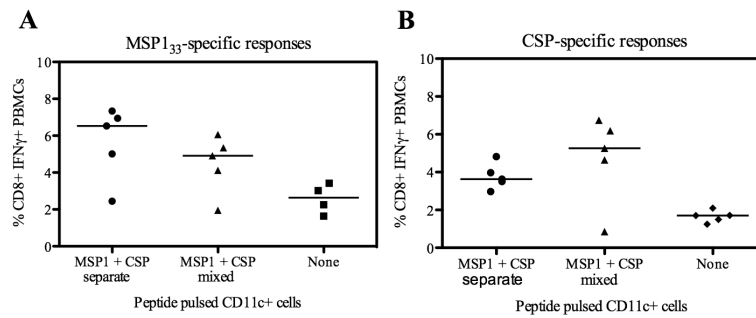 A
MSP1₃₃-specific responses
% CD8+ IFNγ+ PBMCs
10
8
6
4
2
0
MSP1 + CSP
separate
MSP1 + CSP
mixed
None
Peptide pulsed CD11c+ cells
B
CSP-specific responses
% CD8+ IFNγ+ PBMCs
10
8
6
4
2
0
MSP1 + CSP
separate
MSP1 + CSP
mixed
None
Peptide pulsed CD11c+ cells